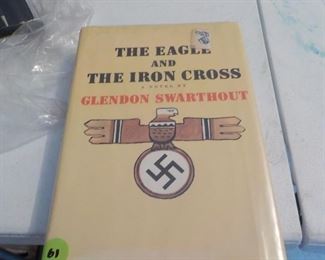 THE EAGLE
AND
THE IRON CROSS
A NOVEL BY
GLENDON SWARTHOUT
61